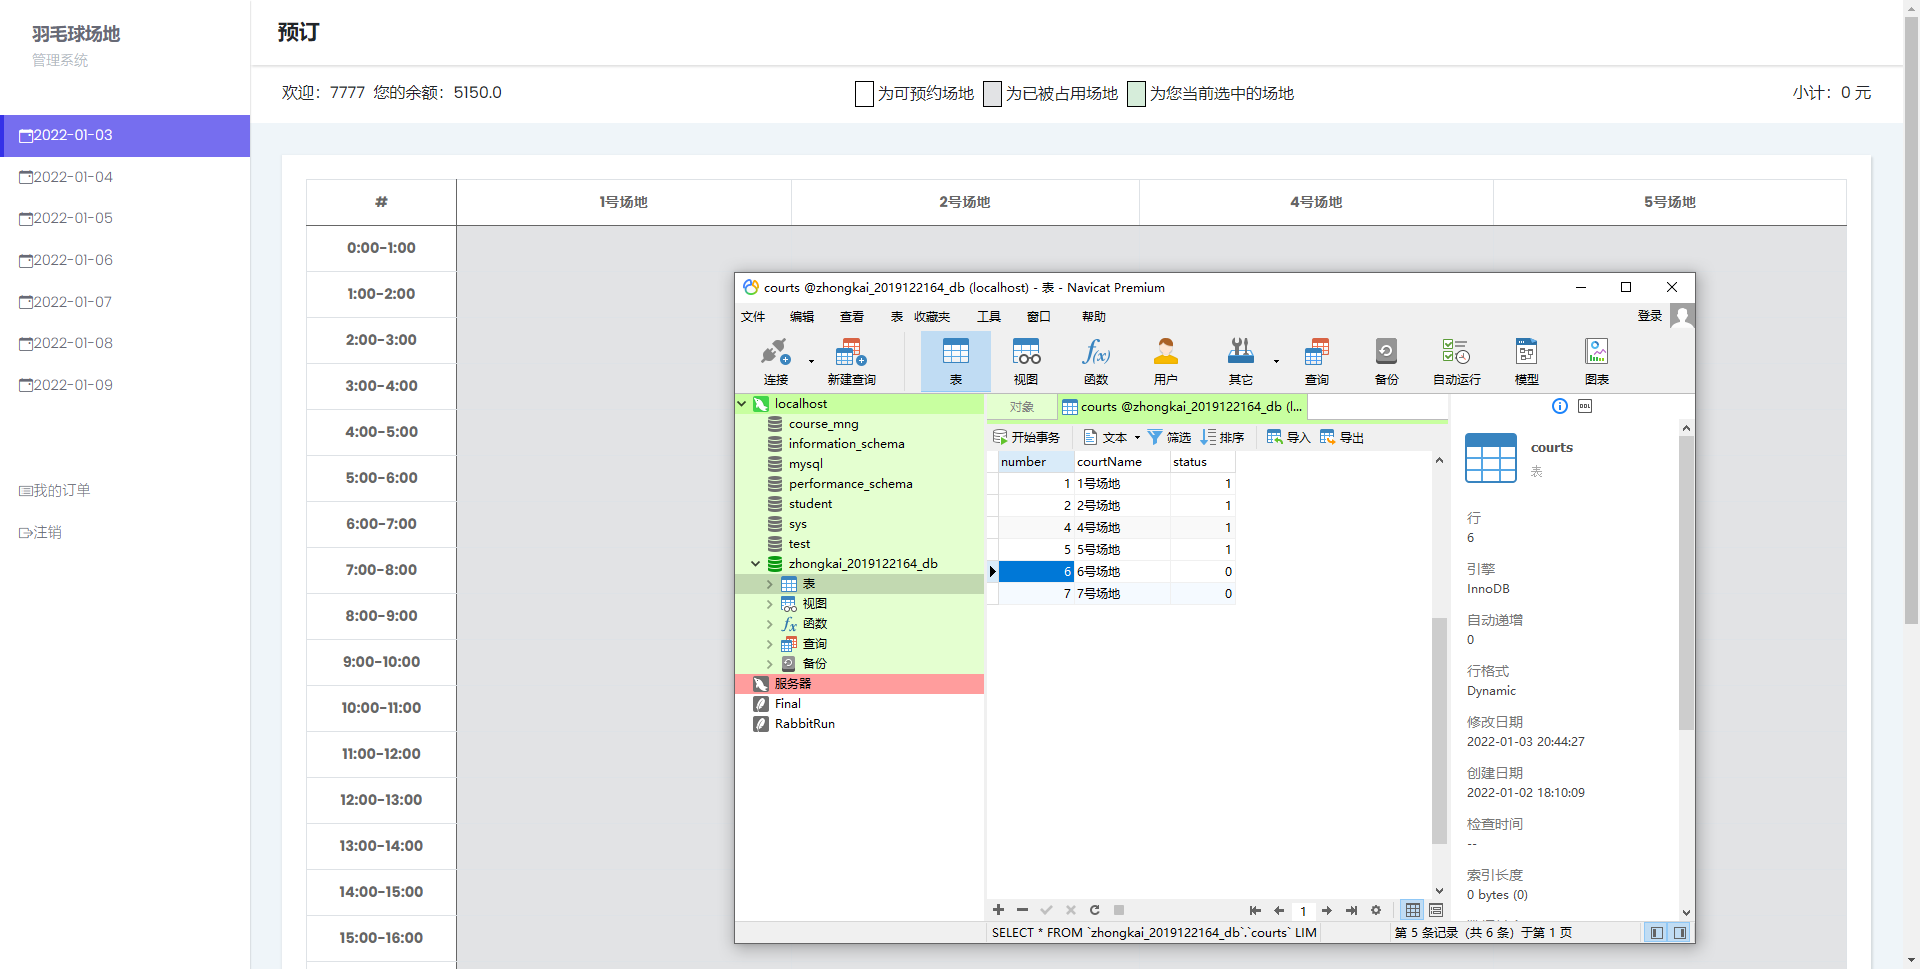 羽毛球场地
管理系统
预订
欢迎：7777 您的余额：5150.0
为可预约场地 为已被占用场地 为您当前选中的场地
小计：0 元
2022-01-03
2022-01-04
2022-01-05
2022-01-06
2022-01-07
2022-01-08
2022-01-09
我的订单
注销
# 1号场地 2号场地 4号场地 5号场地
0:00-1:00
1:00-2:00
2:00-3:00
3:00-4:00
4:00-5:00
5:00-6:00
6:00-7:00
7:00-8:00
8:00-9:00
9:00-10:00
10:00-11:00
11:00-12:00
12:00-13:00
13:00-14:00
14:00-15:00
15:00-16:00
courts @zhongkai_2019122164_db (localhost) - 表 - Navicat Premium
文件 编辑 查看 表 收藏夹 工具 窗口 帮助 登录
连接 新建查询 表 视图 函数 用户 其它 查询 备份 自动运行 模型 图表
localhost
course_mng
information_schema
mysql
performance_schema
student
sys
test
zhongkai_2019122164_db
表
视图
函数
查询
备份
服务器
Final
RabbitRun
对象 courts @zhongkai_2019122164_db (l...
开始事务 文本 筛选 排序 导入 导出
number courtName status
1 1号场地 1
2 2号场地 1
4 4号场地 1
5 5号场地 1
6 6号场地 0
7 7号场地 0
courts
表
行
6
引擎
InnoDB
自动递增
0
行格式
Dynamic
修改日期
2022-01-03 20:44:27
创建日期
2022-01-02 18:10:09
检查时间
--
索引长度
0 bytes (0)
1
SELECT * FROM `zhongkai_2019122164_db`.`courts` LIM
第 5 条记录（共 6 条）于第 1 页